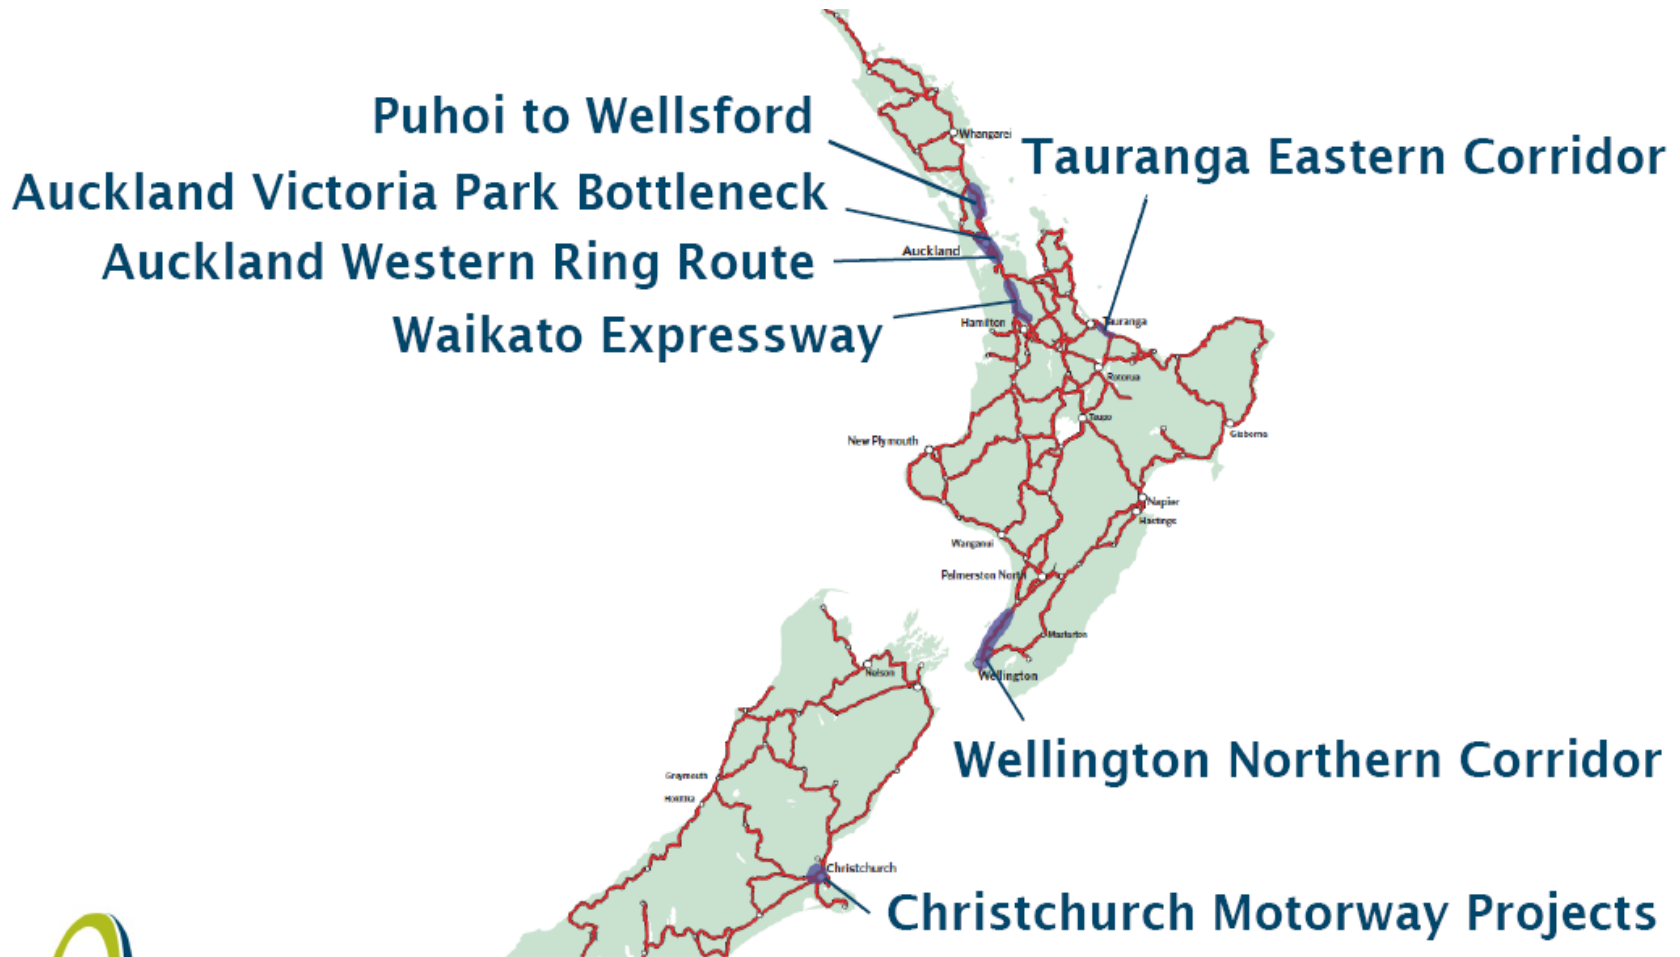 Puhoi to Wellsford
Whangarei
Tauranga Eastern Corridor
Auckland Victoria Park Bottleneck
Auckland
Auckland Western Ring Route
Waikato Expressway
Hamilton
Tauranga
Rotorua
Taupo
New Plymouth
Gisborne
Napier
Hastings
Wanganui
Palmerston North
Masterton
Nelson
Wellington
Wellington Northern Corridor
Greymouth
Hokitika
Christchurch
Christchurch Motorway Projects